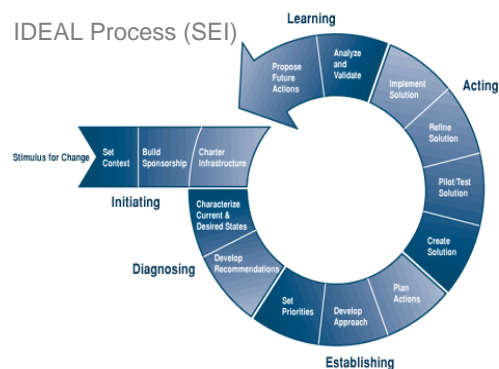 IDEAL Process (SEI)
Learning
Propose
Future
Actions
Analyze
and
Validate
Implement
Solution
Acting
Refine
Solution
Pilot/Test
Solution
Create
Solution
Stimulus for Change
Set
Context
Build
Sponsorship
Charter
Infrastructure
Initiating
Characterize
Current &
Desired States
Diagnosing
Develop
Recommendations
Set
Priorities
Develop
Approach
Plan
Actions
Establishing